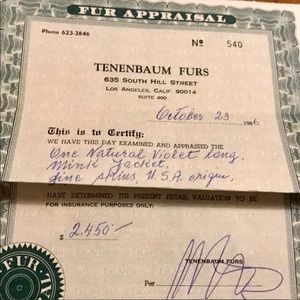 FUR APPRAISAL
Phone 623-3846
No 540
TENENBAUM FURS
635 SOUTH HILL STREET
LOS ANGELES, CALIF. 90014
SUITE 400
October 23 1986
This is to Certify:
WE HAVE THIS DAY EXAMINED AND APPRAISED THE
One Natural Violet long
Mink Jacket,
fine skins, U.S.A. origin,
HAVE DETERMINED ITS PRESENT RETAIL VALUATION TO BE
FOR INSURANCE PURPOSES ONLY:
$ 2,450-
TENENBAUM FURS
Per
FUR